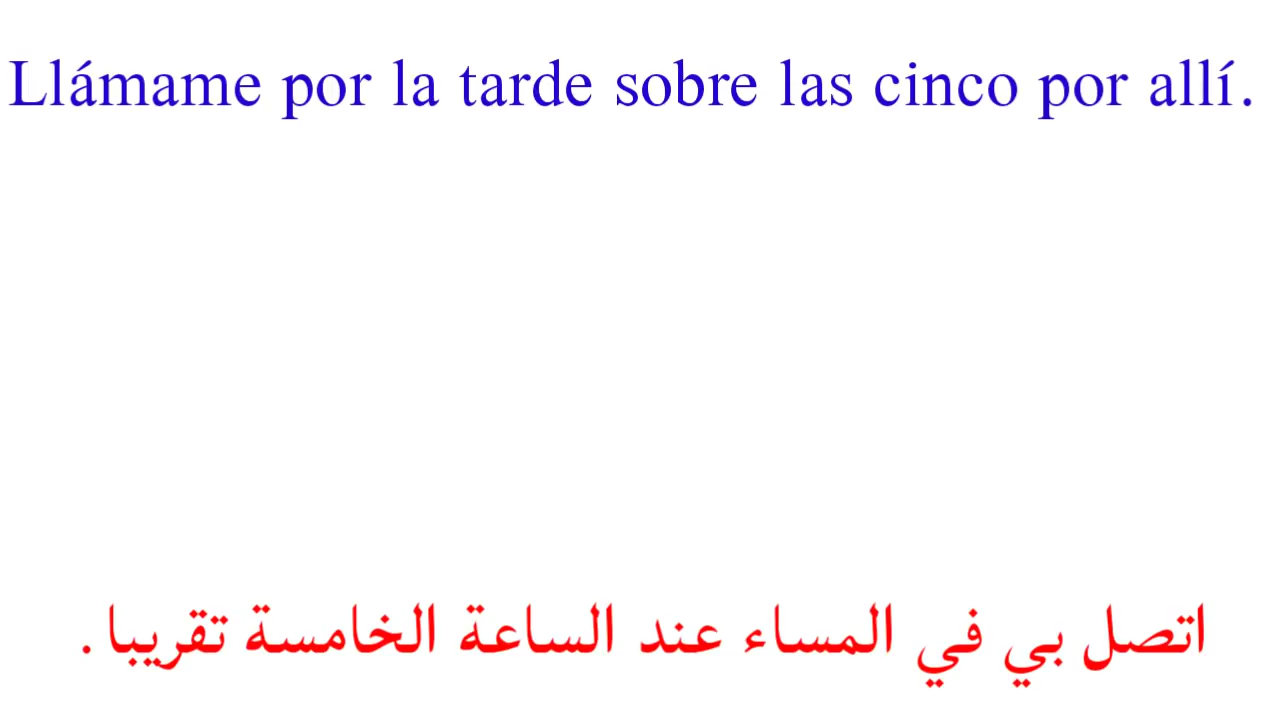 Llámame por la tarde sobre las cinco por allí.
اتصل بي في المساء عند الساعة الخامسة تقريبا.